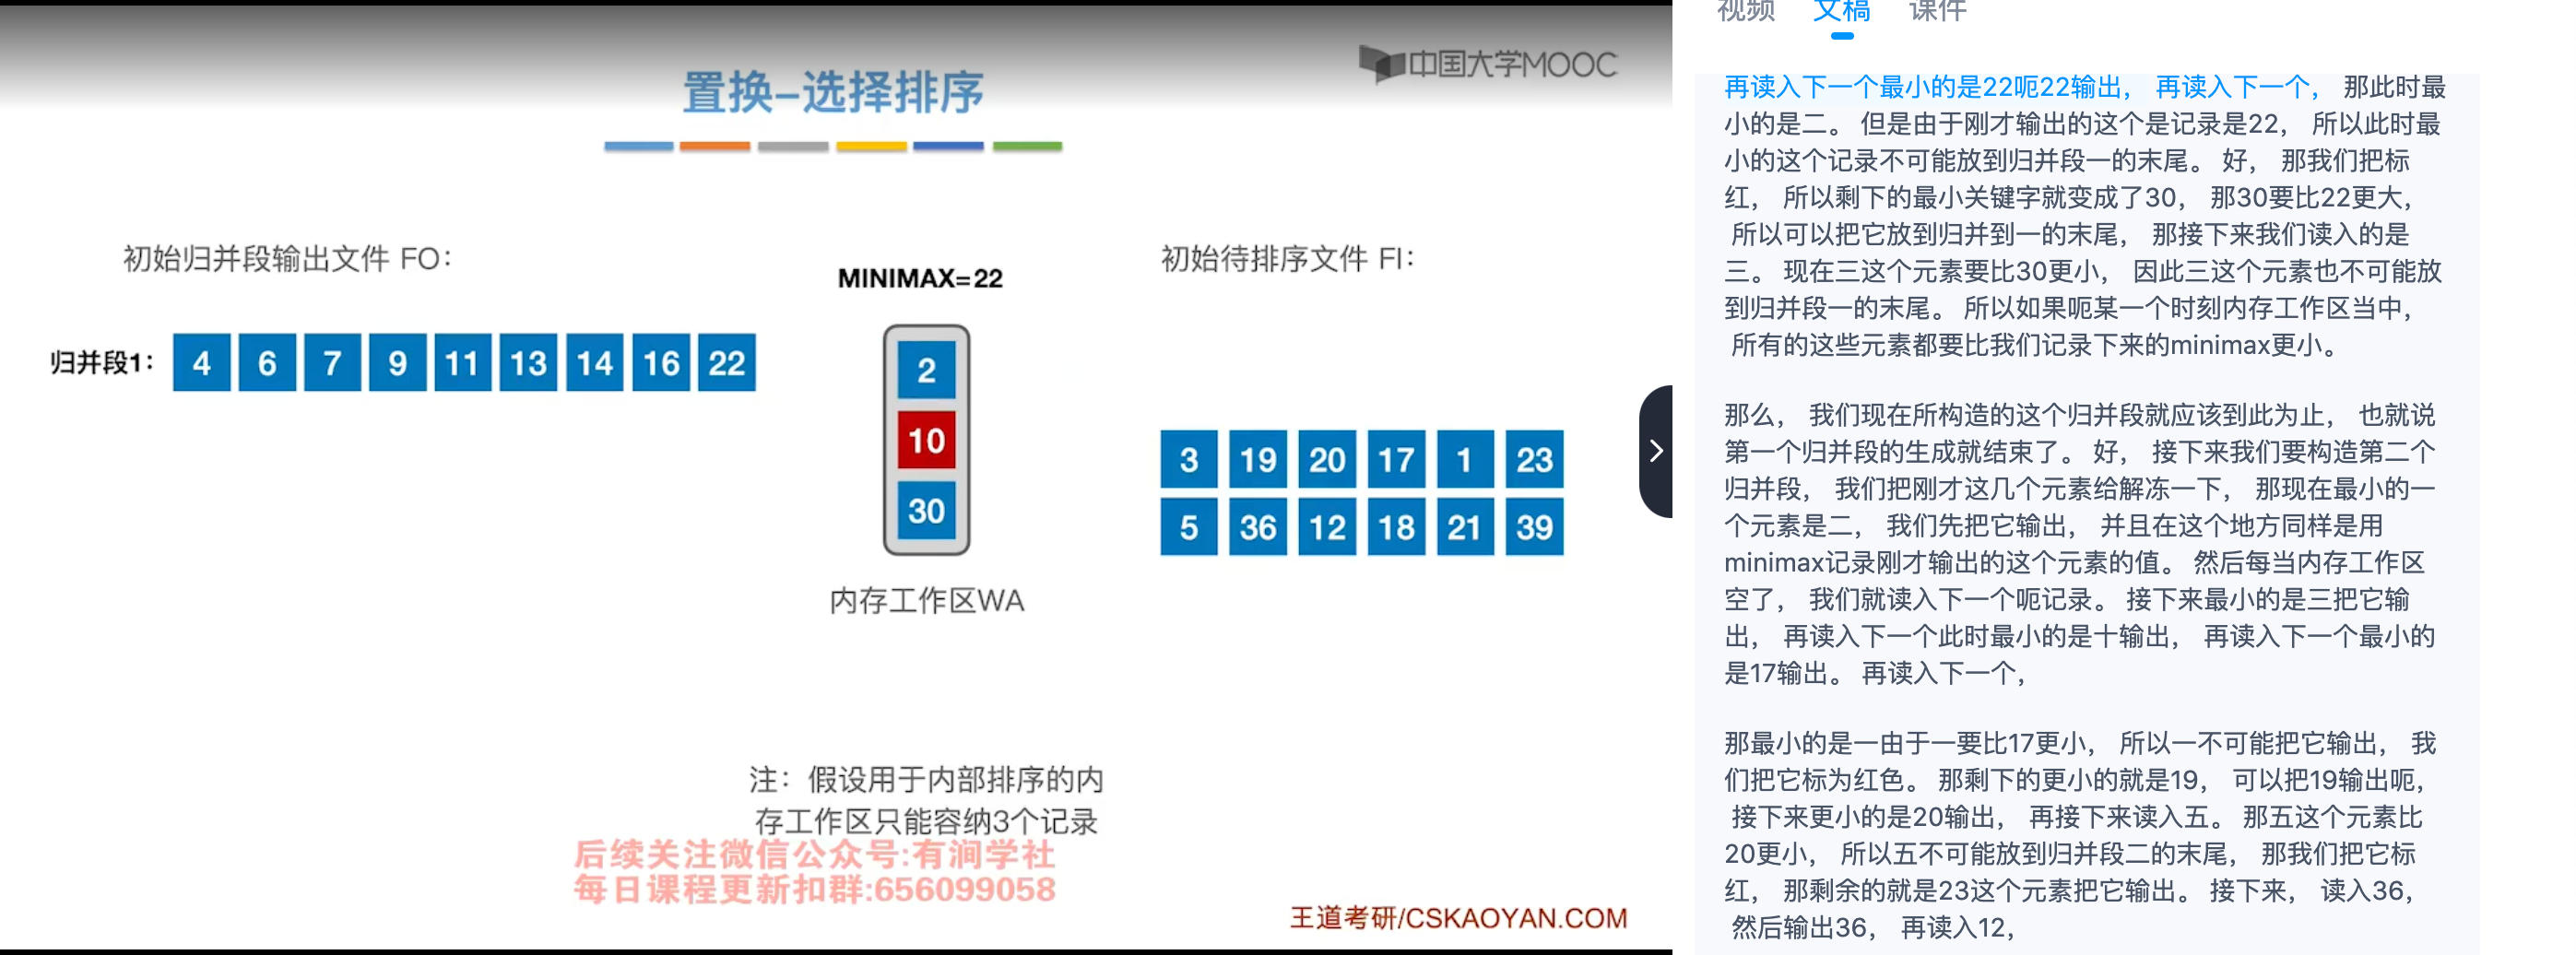 中国大学MOOC
置换-选择排序
初始归并段输出文件 FO：
MINIMAX=22
初始待排序文件 FI：
归并段1：
4 6 7 9 11 13 14 16 22
2
10
30
内存工作区WA
3 19 20 17 1 23
5 36 12 18 21 39
注：假设用于内部排序的内
存工作区只能容纳3个记录
后续关注微信公众号:有涧学社
每日课程更新扣群:656099058
王道考研/CSKAOYAN.COM
视频 文稿 课件
再读入下一个最小的是22呃22输出， 再读入下一个， 那此时最
小的是二。 但是由于刚才输出的这个是记录是22， 所以此时最
小的这个记录不可能放到归并段一的末尾。 好， 那我们把标
红， 所以剩下的最小关键字就变成了30， 那30要比22更大，
所以可以把它放到归并到一的末尾， 那接下来我们读入的是
三。 现在三这个元素要比30更小， 因此三这个元素也不可能放
到归并段一的末尾。 所以如果呃某一个时刻内存工作区当中，
所有的这些元素都要比我们记录下来的minimax更小。
那么， 我们现在所构造的这个归并段就应该到此为止， 也就说
第一个归并段的生成就结束了。 好， 接下来我们要构造第二个
归并段， 我们把刚才这几个元素给解冻一下， 那现在最小的一
个元素是二， 我们先把它输出， 并且在这个地方同样是用
minimax记录刚才输出的这个元素的值。 然后每当内存工作区
空了， 我们就读入下一个呃记录。 接下来最小的是三把它输
出， 再读入下一个此时最小的是十输出， 再读入下一个最小的
是17输出。 再读入下一个，
那最小的是一由于一要比17更小， 所以一不可能把它输出， 我
们把它标为红色。 那剩下的更小的就是19， 可以把19输出呃，
接下来更小的是20输出， 再接下来读入五。 那五这个元素比
20更小， 所以五不可能放到归并段二的末尾， 那我们把它标
红， 那剩余的就是23这个元素把它输出。 接下来， 读入36，
然后输出36， 再读入12，